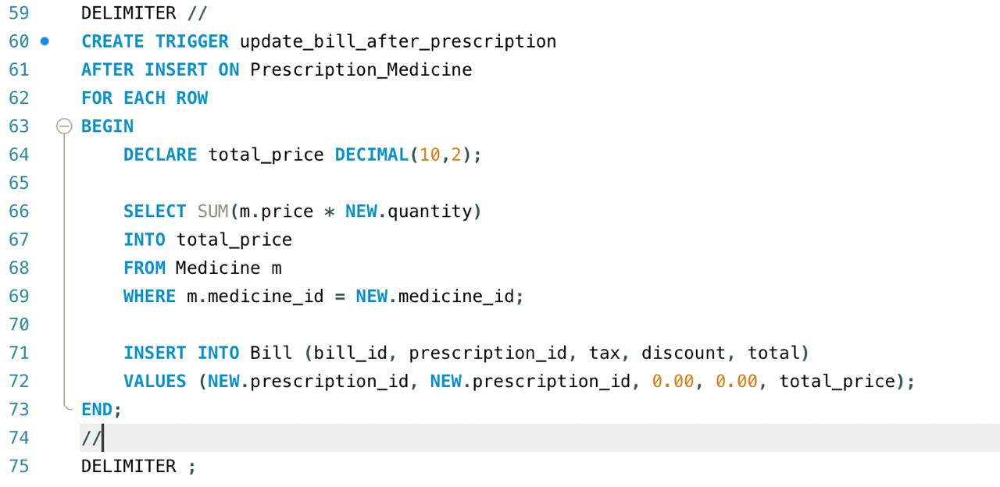 59 DELIMITER //
60 CREATE TRIGGER update_bill_after_prescription
61 AFTER INSERT ON Prescription_Medicine
62 FOR EACH ROW
63 BEGIN
64 DECLARE total_price DECIMAL(10,2);
65
66 SELECT SUM(m.price * NEW.quantity)
67 INTO total_price
68 FROM Medicine m
69 WHERE m.medicine_id = NEW.medicine_id;
70
71 INSERT INTO Bill (bill_id, prescription_id, tax, discount, total)
72 VALUES (NEW.prescription_id, NEW.prescription_id, 0.00, 0.00, total_price);
73 END;
74 //
75 DELIMITER ;